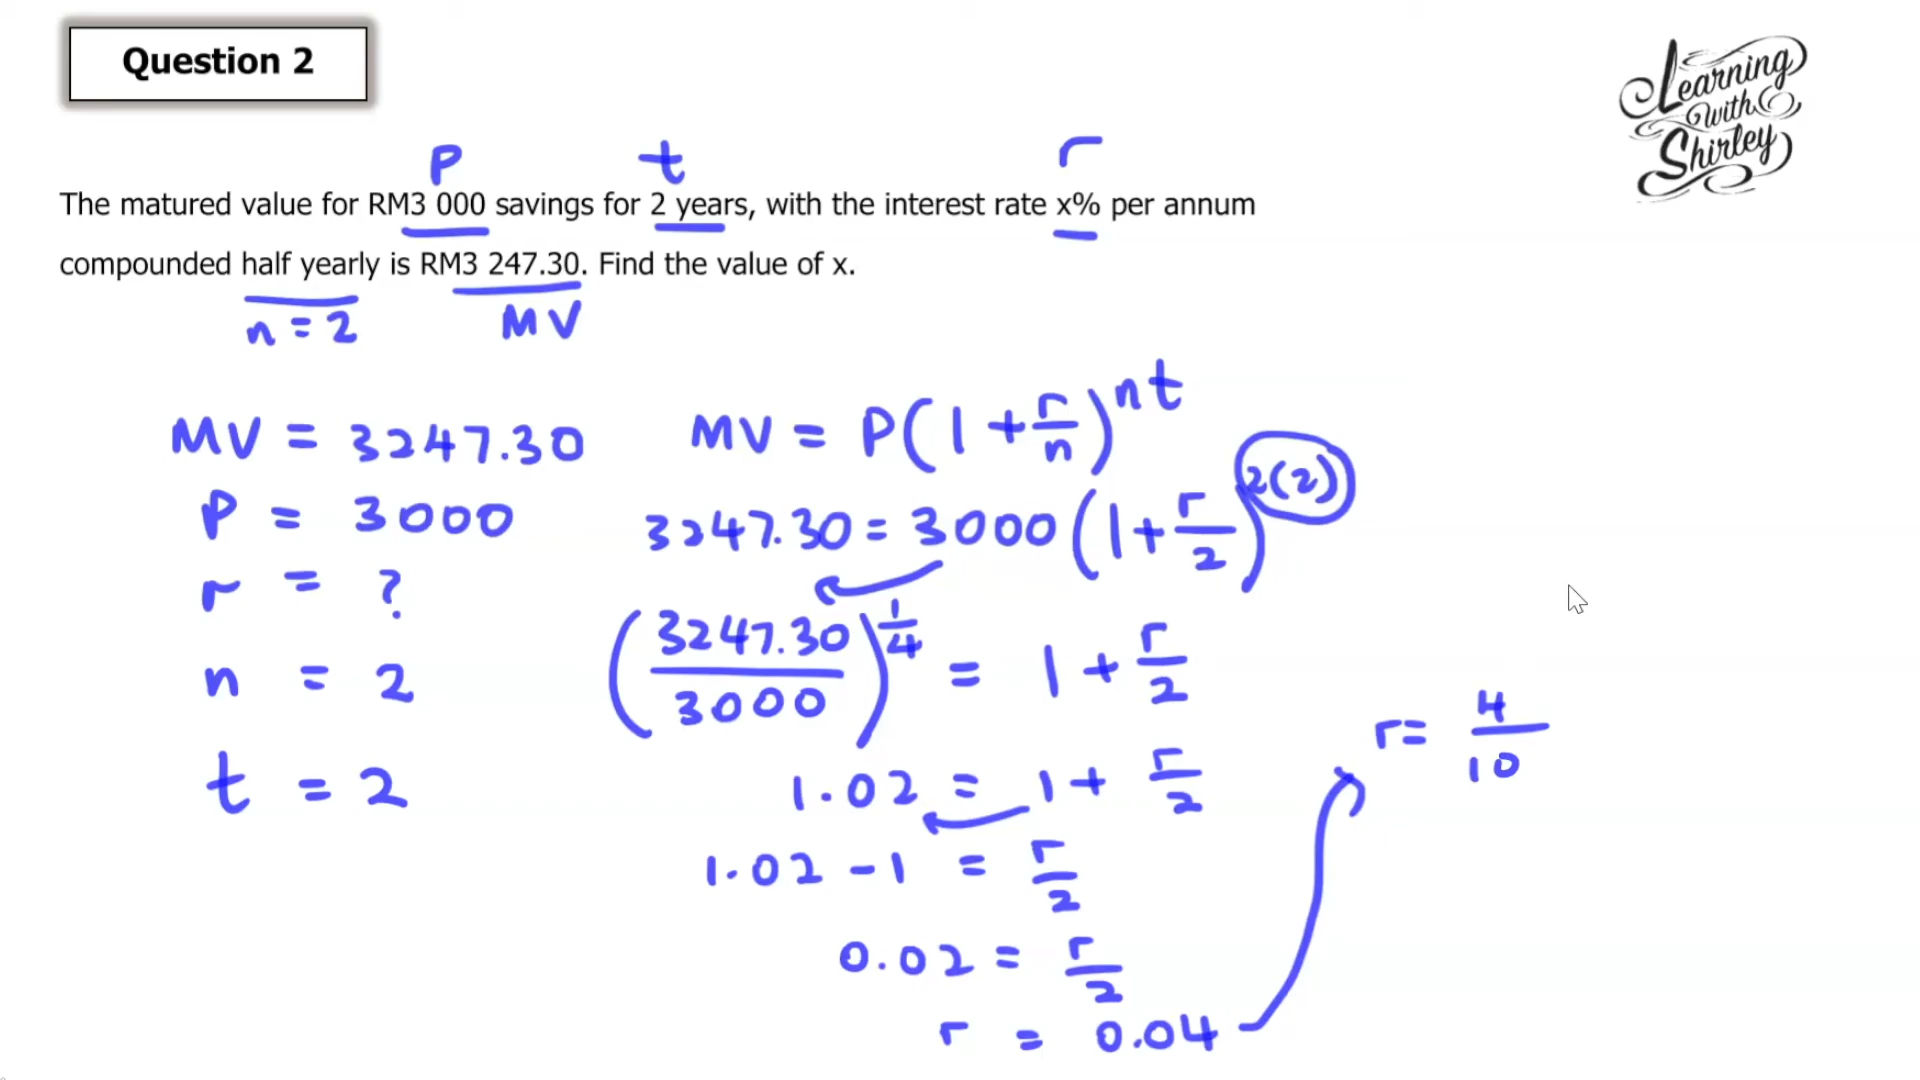 Question 2
Learning
with
Shirley
P t r
The matured value for RM3 000 savings for 2 years, with the interest rate x% per annum
compounded half yearly is RM3 247.30. Find the value of x.
n = 2 MV
MV = 3247.30
P = 3000
r = ?
n = 2
t = 2
MV = P(1 + r/n)^nt
3247.30 = 3000 (1 + r/2)^2(2)
(3247.30/3000)^1/4 = 1 + r/2
1.02 = 1 + r/2
1.02 - 1 = r/2
0.02 = r/2
r = 0.04
r = 4/10